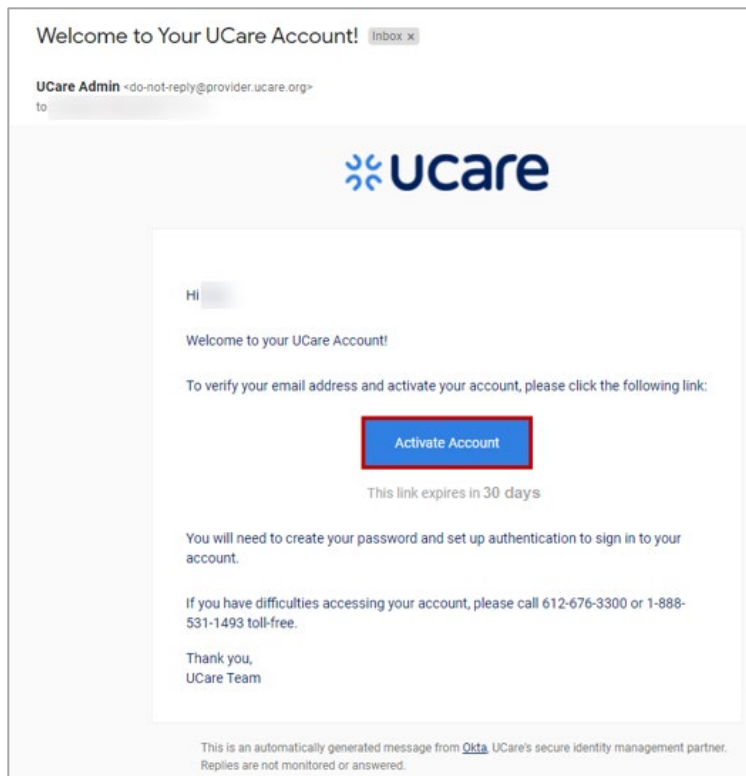 Welcome to Your UCare Account! Inbox x
UCare Admin <do-not-reply@provider.ucare.org>
to
ucare
Hi
Welcome to your UCare Account!
To verify your email address and activate your account, please click the following link:
Activate Account
This link expires in 30 days
You will need to create your password and set up authentication to sign in to your
account.
If you have difficulties accessing your account, please call 612-676-3300 or 1-888-
531-1493 toll-free.
Thank you,
UCare Team
This is an automatically generated message from Okta, UCare's secure identity management partner.
Replies are not monitored or answered.